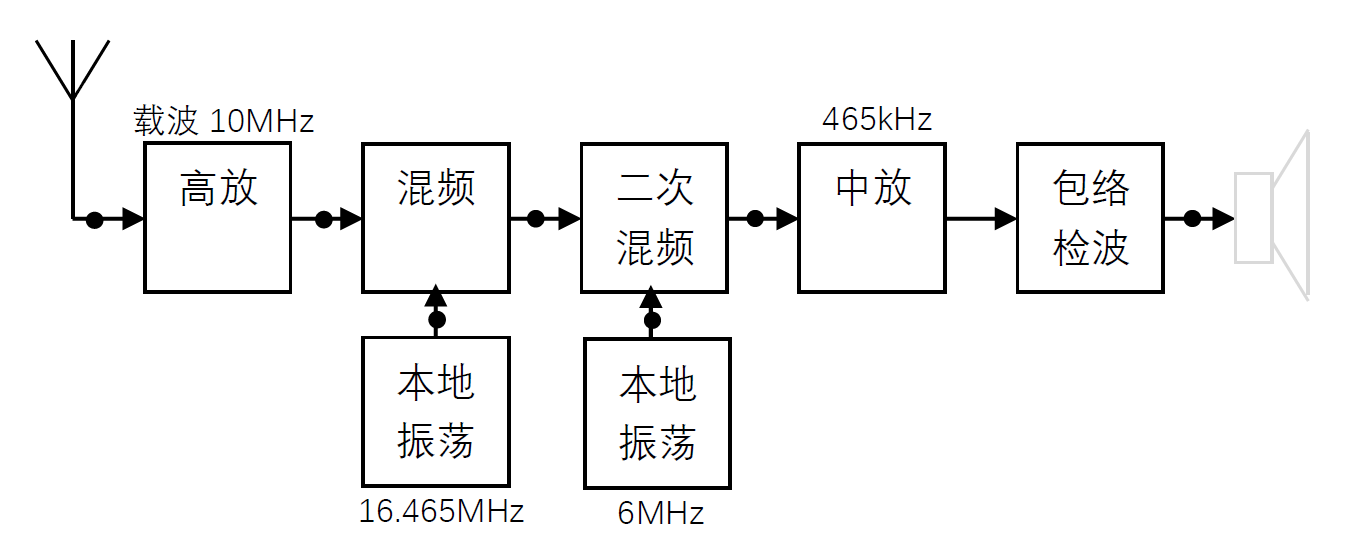 载波 10MHz
465kHz
高放
混频
二次
混频
中放
包络
检波
本地
振荡
本地
振荡
16.465MHz
6MHz